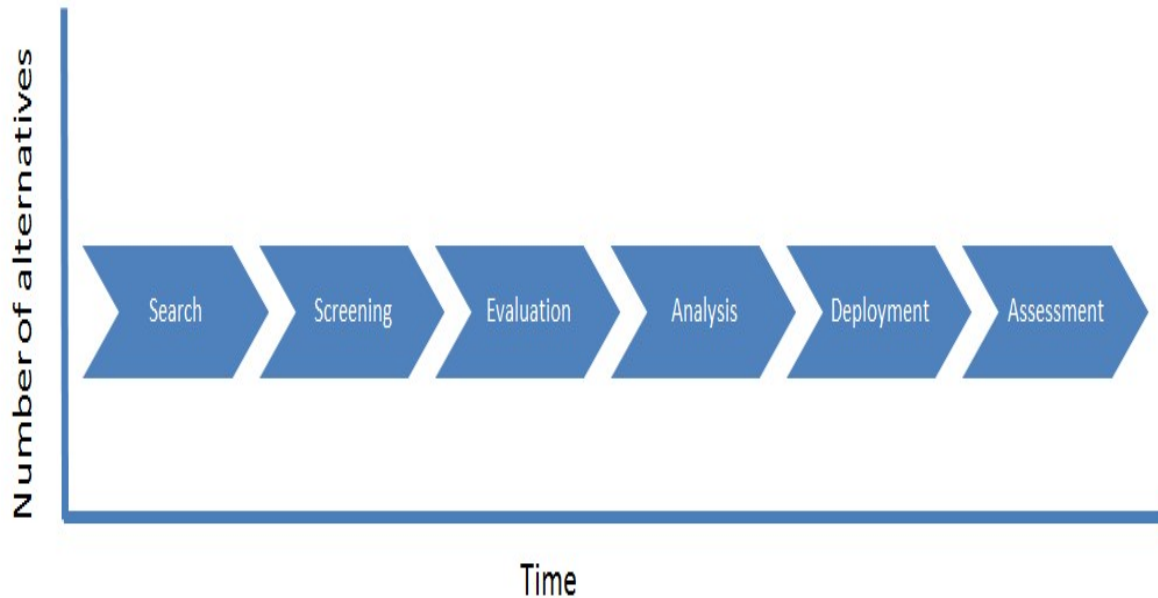 Number of alternatives
Search
Screening
Evaluation
Analysis
Deployment
Assessment
Time